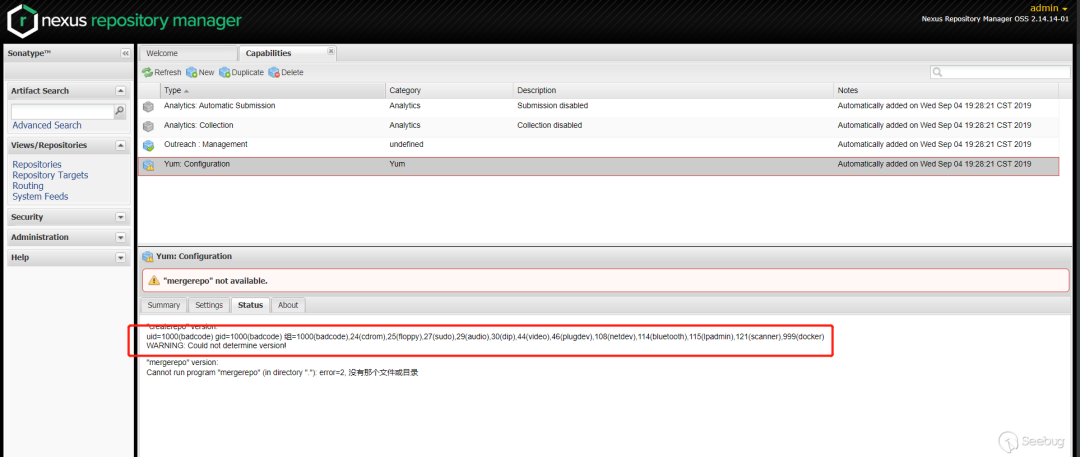 nexus repository manager
admin
Nexus Repository Manager OSS 2.14.14-01
Sonatype™
Artifact Search
Advanced Search
Views/Repositories
Repositories
Repository Targets
Routing
System Feeds
Security
Administration
Help
Welcome Capabilities
Refresh New Duplicate Delete
Type Category Description Notes
Analytics: Automatic Submission Analytics Submission disabled Automatically added on Wed Sep 04 19:28:21 CST 2019
Analytics: Collection Analytics Collection disabled Automatically added on Wed Sep 04 19:28:21 CST 2019
Outreach : Management undefined Automatically added on Wed Sep 04 19:28:21 CST 2019
Yum: Configuration Yum Automatically added on Wed Sep 04 19:28:21 CST 2019
Yum: Configuration
"mergerepo" not available.
Summary Settings Status About
"createrepo" version:
uid=1000(badcode) gid=1000(badcode) 组=1000(badcode),24(cdrom),25(floppy),27(sudo),29(audio),30(dip),44(video),46(plugdev),108(netdev),114(bluetooth),115(lpadmin),121(scanner),999(docker)
WARNING: Could not determine version!
"mergerepo" version:
Cannot run program "mergerepo" (in directory "."): error=2, 没有那个文件或目录
Seebug